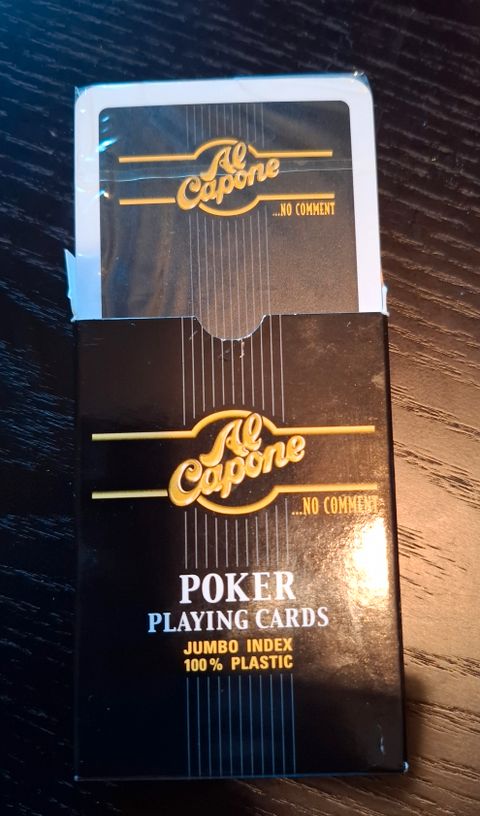 Al
Capone
...NO COMMENT
Al
Capone
...NO COMMENT
POKER
PLAYING CARDS
JUMBO INDEX
100% PLASTIC